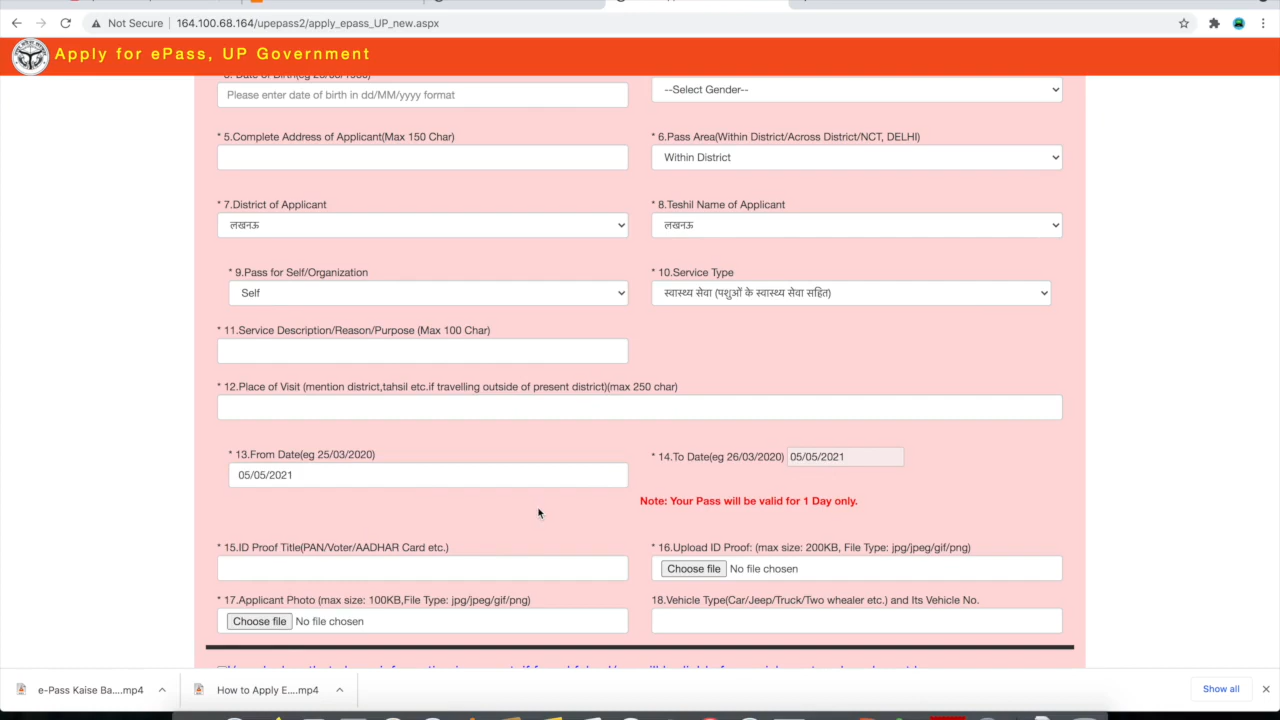 Not Secure 164.100.68.164/upepass2/apply_epass_UP_new.aspx
Apply for ePass, UP Government
Please enter date of birth in dd/MM/yyyy format
--Select Gender--
* 5.Complete Address of Applicant(Max 150 Char)
* 6.Pass Area(Within District/Across District/NCT, DELHI)
Within District
* 7.District of Applicant
* 8.Teshil Name of Applicant
लखनऊ
लखनऊ
* 9.Pass for Self/Organization
* 10.Service Type
Self
स्वास्थ्य सेवा (पशुओं के स्वास्थ्य सेवा सहित)
* 11.Service Description/Reason/Purpose (Max 100 Char)
* 12.Place of Visit (mention district,tahsil etc.if travelling outside of present district)(max 250 char)
* 13.From Date(eg 25/03/2020)
* 14.To Date(eg 26/03/2020) 05/05/2021
05/05/2021
Note: Your Pass will be valid for 1 Day only.
* 15.ID Proof Title(PAN/Voter/AADHAR Card etc.)
* 16.Upload ID Proof: (max size: 200KB, File Type: jpg/jpeg/gif/png)
Choose file No file chosen
* 17.Applicant Photo (max size: 100KB,File Type: jpg/jpeg/gif/png)
18.Vehicle Type(Car/Jeep/Truck/Two whealer etc.) and Its Vehicle No.
Choose file No file chosen
e-Pass Kaise Ba....mp4
How to Apply E....mp4
Show all